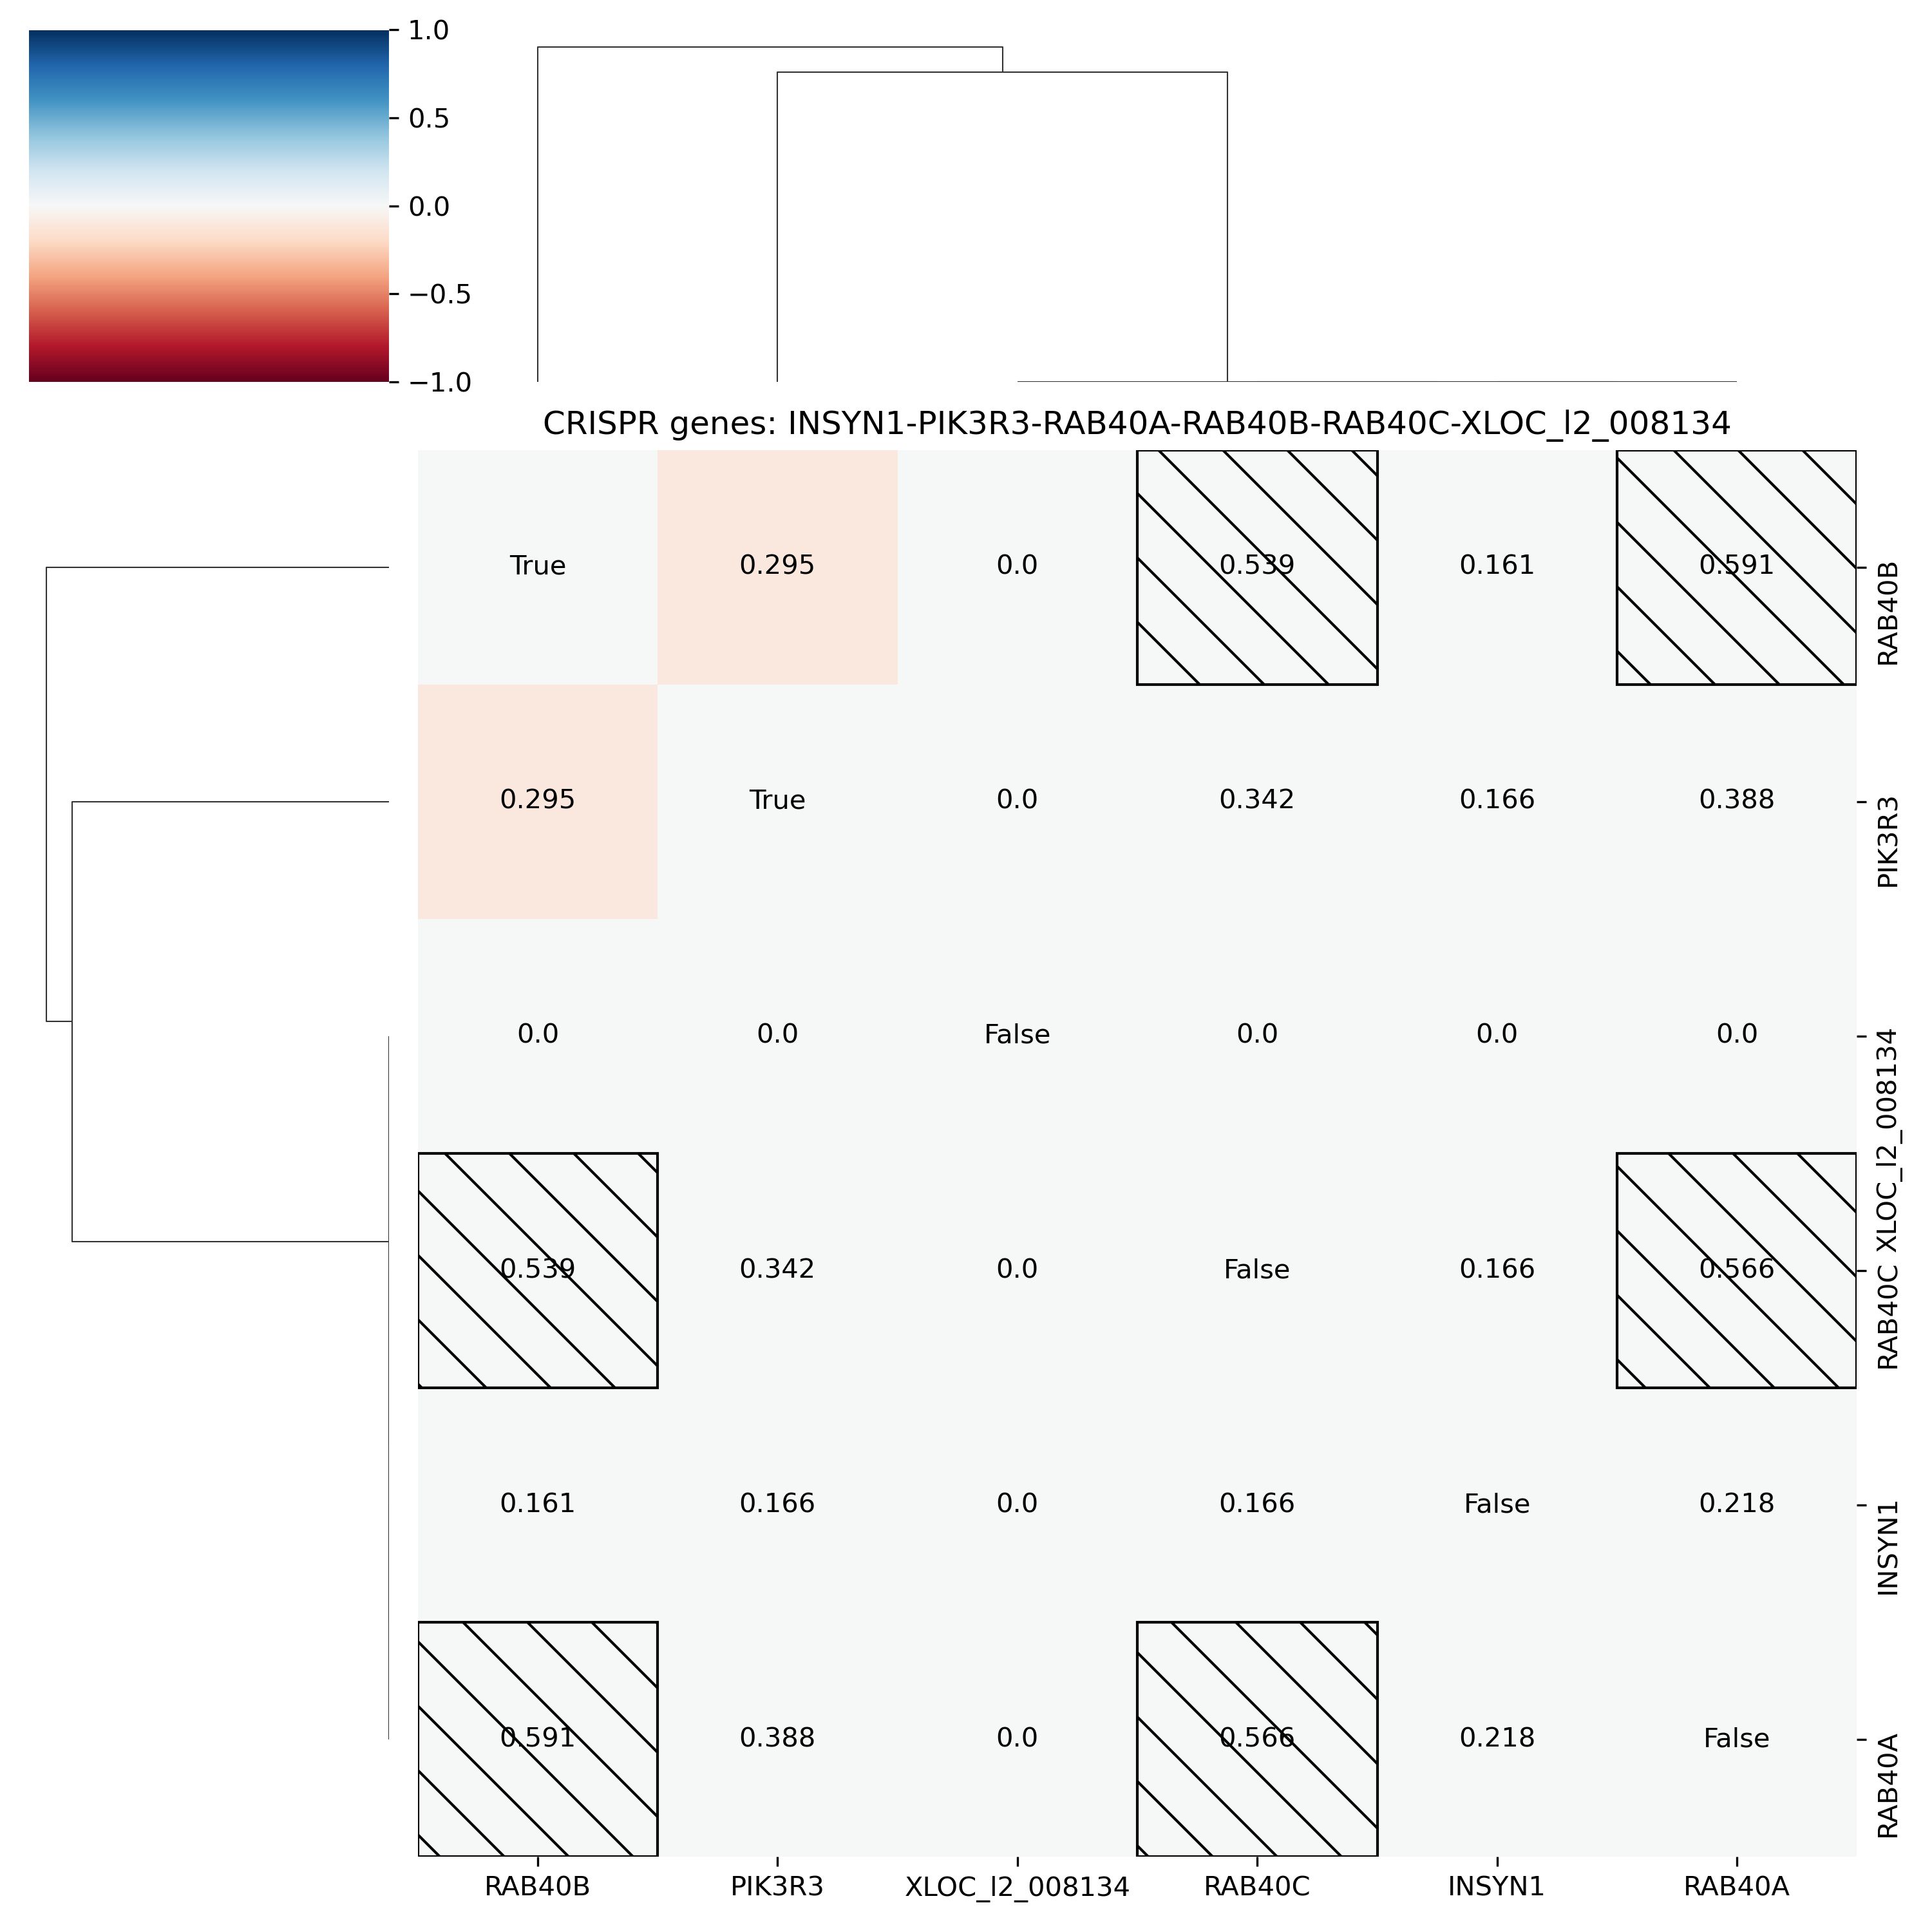 1.0
0.5
0.0
−0.5
−1.0
CRISPR genes: INSYN1-PIK3R3-RAB40A-RAB40B-RAB40C-XLOC_l2_008134
True 0.295 0.0 0.539 0.161 0.591 RAB40B
0.295 True 0.0 0.342 0.166 0.388 PIK3R3
0.0 0.0 False 0.0 0.0 0.0 XLOC_l2_008134
0.539 0.342 0.0 False 0.166 0.566 RAB40C
0.161 0.166 0.0 0.166 False 0.218 INSYN1
0.591 0.388 0.0 0.566 0.218 False RAB40A
RAB40B PIK3R3 XLOC_l2_008134 RAB40C INSYN1 RAB40A